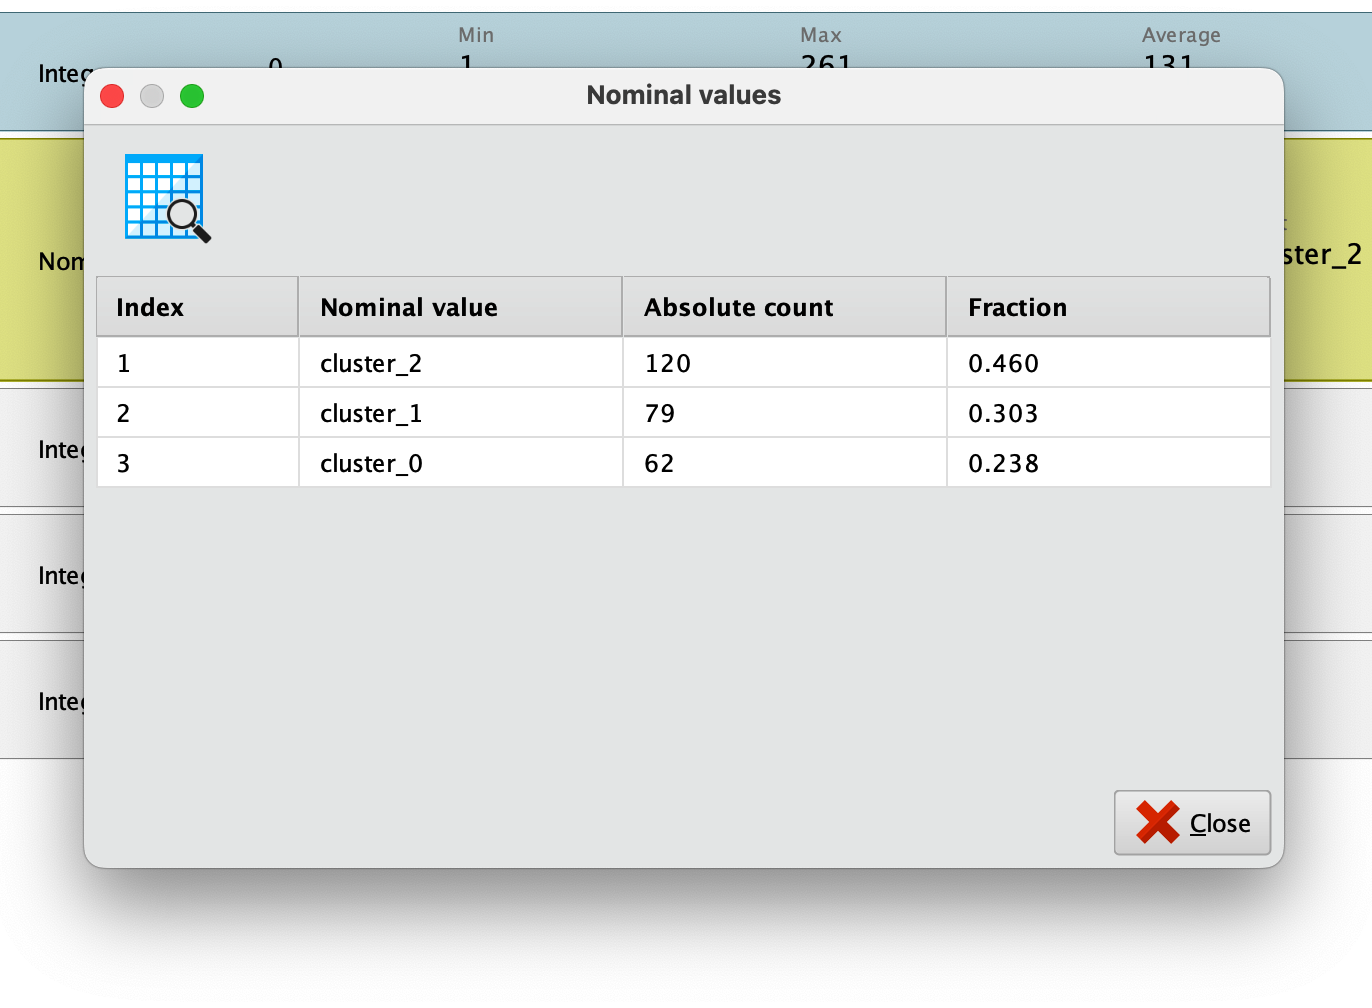 Min Max Average
Integ 0 1 261 131
Nominal values
Nom ster_2
Index Nominal value Absolute count Fraction
1 cluster_2 120 0.460
2 cluster_1 79 0.303
3 cluster_0 62 0.238
Integ
Integ
Integ
Close